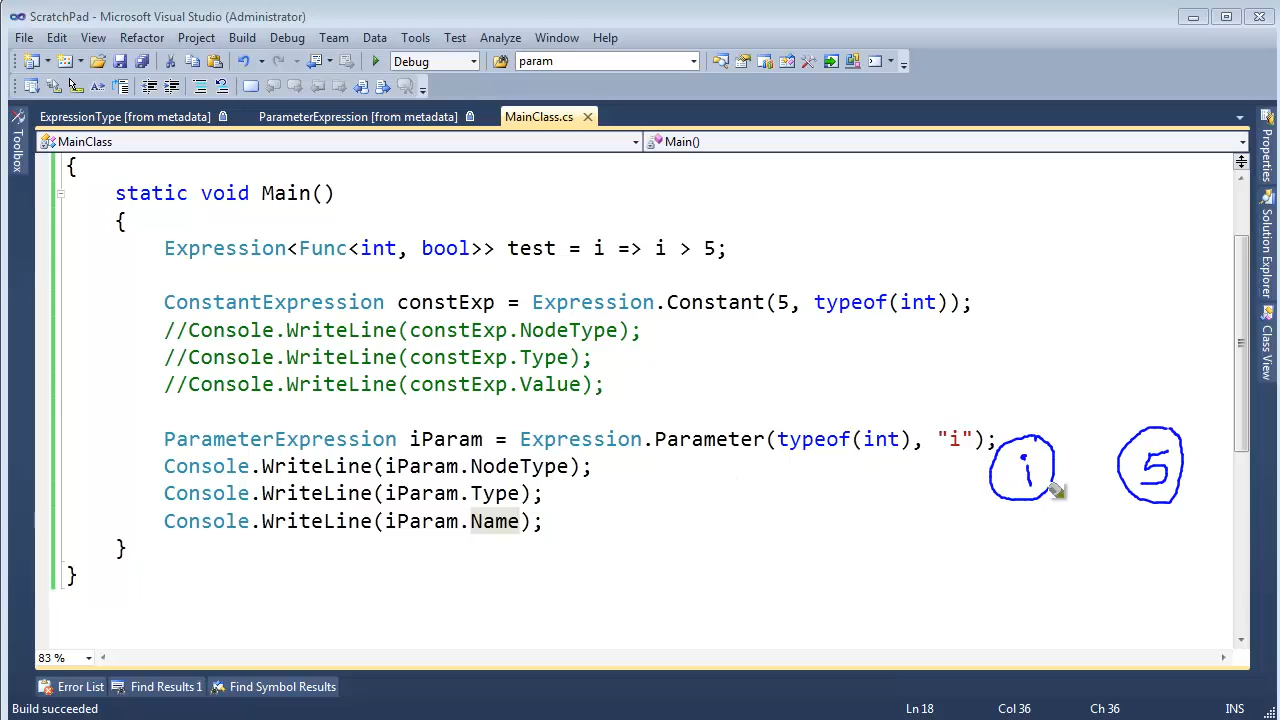 ScratchPad - Microsoft Visual Studio (Administrator)
File Edit View Refactor Project Build Debug Team Data Tools Test Analyze Window Help
Debug param
ExpressionType [from metadata] ParameterExpression [from metadata] MainClass.cs
MainClass Main()
Toolbox
Properties
Solution Explorer
Class View
{
static void Main()
{
Expression<Func<int, bool>> test = i => i > 5;
ConstantExpression constExp = Expression.Constant(5, typeof(int));
//Console.WriteLine(constExp.NodeType);
//Console.WriteLine(constExp.Type);
//Console.WriteLine(constExp.Value);
ParameterExpression iParam = Expression.Parameter(typeof(int), "i");
Console.WriteLine(iParam.NodeType);
Console.WriteLine(iParam.Type);
Console.WriteLine(iParam.Name);
}
}
i 5
83 %
Error List Find Results 1 Find Symbol Results
Build succeeded Ln 18 Col 36 Ch 36 INS